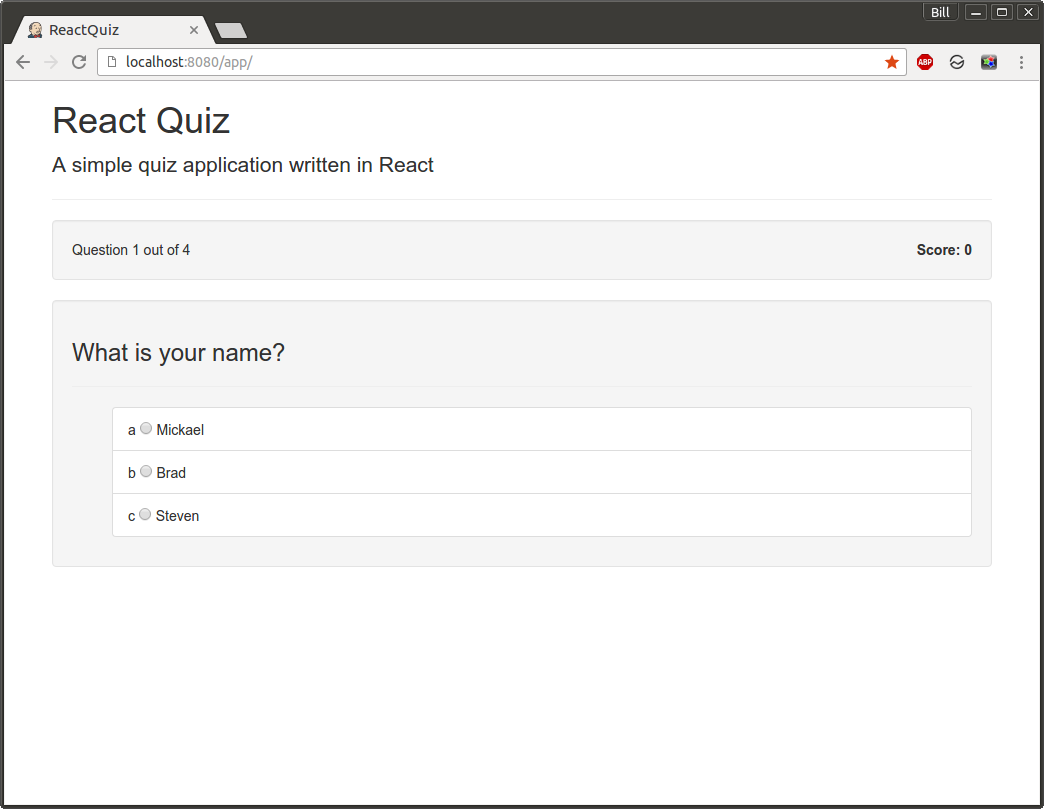 Bill
ReactQuiz
localhost:8080/app/
ABP
React Quiz
A simple quiz application written in React
Question 1 out of 4 Score: 0
What is your name?
a Mickael
b Brad
c Steven